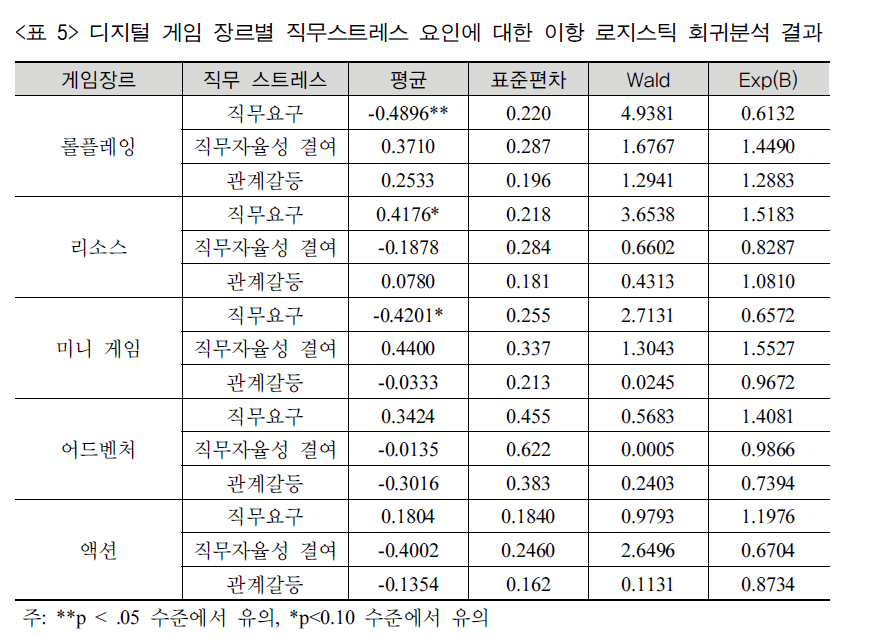 <표 5> 디지털 게임 장르별 직무스트레스 요인에 대한 이항 로지스틱 회귀분석 결과
게임장르 직무 스트레스 평균 표준편차 Wald Exp(B)
롤플레잉 직무요구 -0.4896** 0.220 4.9381 0.6132
직무자율성 결여 0.3710 0.287 1.6767 1.4490
관계갈등 0.2533 0.196 1.2941 1.2883
리소스 직무요구 0.4176* 0.218 3.6538 1.5183
직무자율성 결여 -0.1878 0.284 0.6602 0.8287
관계갈등 0.0780 0.181 0.4313 1.0810
미니 게임 직무요구 -0.4201* 0.255 2.7131 0.6572
직무자율성 결여 0.4400 0.337 1.3043 1.5527
관계갈등 -0.0333 0.213 0.0245 0.9672
어드벤처 직무요구 0.3424 0.455 0.5683 1.4081
직무자율성 결여 -0.0135 0.622 0.0005 0.9866
관계갈등 -0.3016 0.383 0.2403 0.7394
액션 직무요구 0.1804 0.1840 0.9793 1.1976
직무자율성 결여 -0.4002 0.2460 2.6496 0.6704
관계갈등 -0.1354 0.162 0.1131 0.8734
주: **p < .05 수준에서 유의, *p<0.10 수준에서 유의